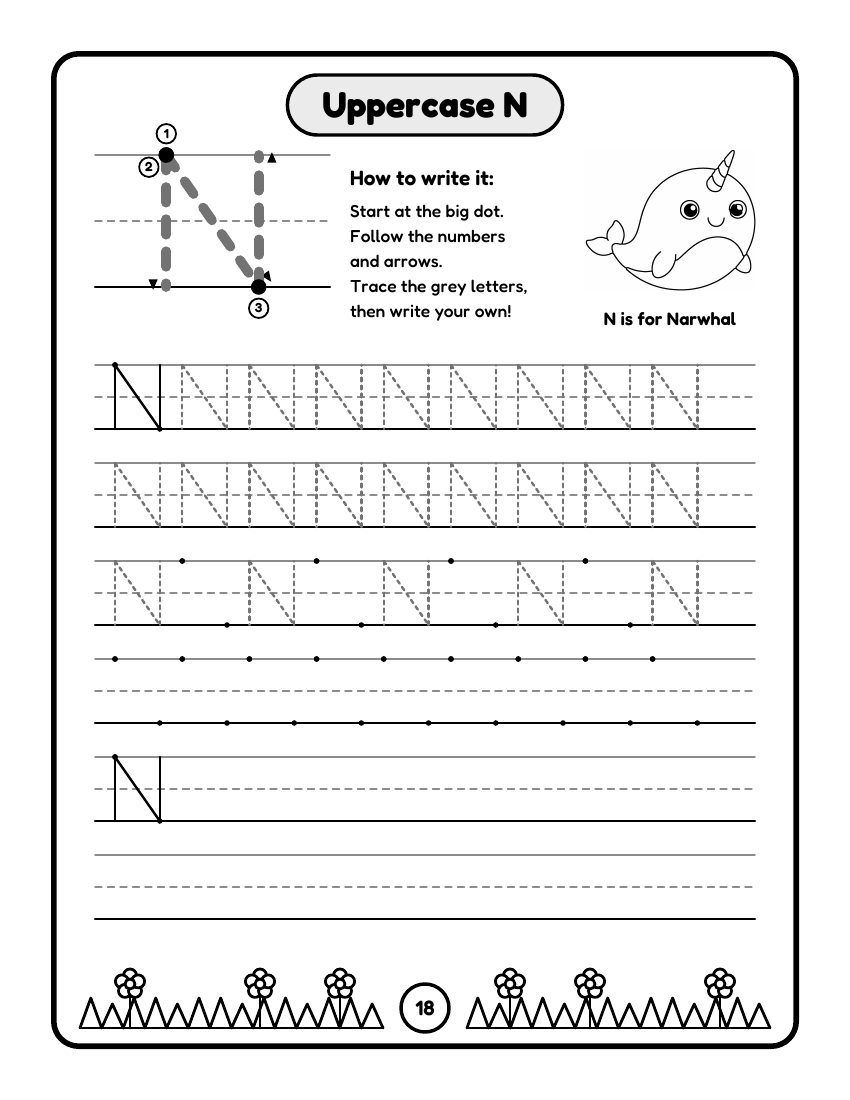 Uppercase N
1
2
3
How to write it:
Start at the big dot.
Follow the numbers
and arrows.
Trace the grey letters,
then write your own!
N is for Narwhal
N N N N N N N N N
N N N N N N N N N
N N N N N
N
18